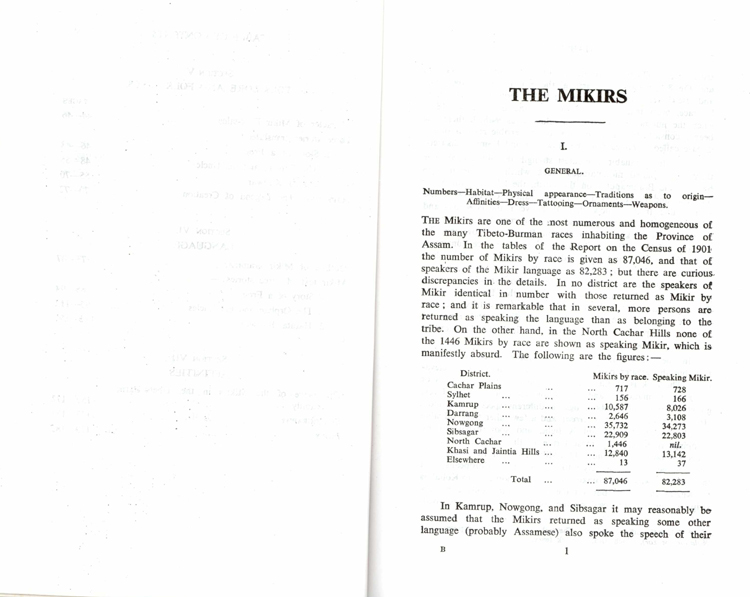 THE MIKIRS
I.
GENERAL.
Numbers—Habitat—Physical appearance—Traditions as to origin—
Affinities—Dress—Tattooing—Ornaments—Weapons.
THE Mikirs are one of the most numerous and homogeneous of
the many Tibeto-Burman races inhabiting the Province of
Assam. In the tables of the Report on the Census of 1901
the number of Mikirs by race is given as 87,046, and that of
speakers of the Mikir language as 82,283 ; but there are curious
discrepancies in the details. In no district are the speakers of
Mikir identical in number with those returned as Mikir by
race ; and it is remarkable that in several, more persons are
returned as speaking the language than as belonging to the
tribe. On the other hand, in the North Cachar Hills none of
the 1446 Mikirs by race are shown as speaking Mikir, which is
manifestly absurd. The following are the figures :—
District. Mikirs by race. Speaking Mikir.
Cachar Plains ... ... 717 728
Sylhet ... ... ... 156 166
Kamrup ... ... ... 10,587 8,026
Darrang ... ... ... 2,646 3,108
Nowgong ... ... ... 35,732 34,273
Sibsagar ... ... ... 22,909 22,803
North Cachar ... ... 1,446 nil.
Khasi and Jaintia Hills ... ... 12,840 13,142
Elsewhere ... ... ... 13 37
Total ... ... 87,046 82,283
In Kamrup, Nowgong, and Sibsagar it may reasonably be
assumed that the Mikirs returned as speaking some other
language (probably Assamese) also spoke the speech of their
B 1